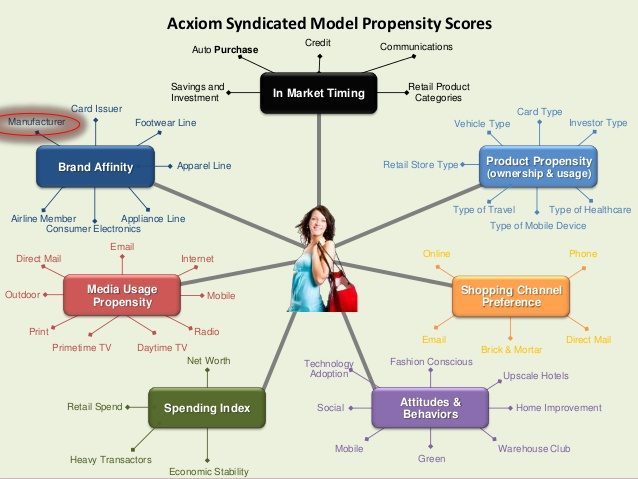 Acxiom Syndicated Model Propensity Scores
Credit
Auto Purchase
Communications
Savings and
Investment
In Market Timing
Retail Product
Categories
Card Issuer
Manufacturer
Footwear Line
Brand Affinity
Apparel Line
Airline Member
Appliance Line
Consumer Electronics
Card Type
Vehicle Type
Investor Type
Retail Store Type
Product Propensity
(ownership & usage)
Type of Travel
Type of Healthcare
Type of Mobile Device
Email
Direct Mail
Internet
Outdoor
Media Usage
Propensity
Mobile
Print
Radio
Primetime TV
Daytime TV
Online
Phone
Shopping Channel
Preference
Email
Direct Mail
Brick & Mortar
Net Worth
Retail Spend
Spending Index
Heavy Transactors
Economic Stability
Technology
Adoption
Fashion Conscious
Upscale Hotels
Social
Attitudes &
Behaviors
Home Improvement
Mobile
Green
Warehouse Club